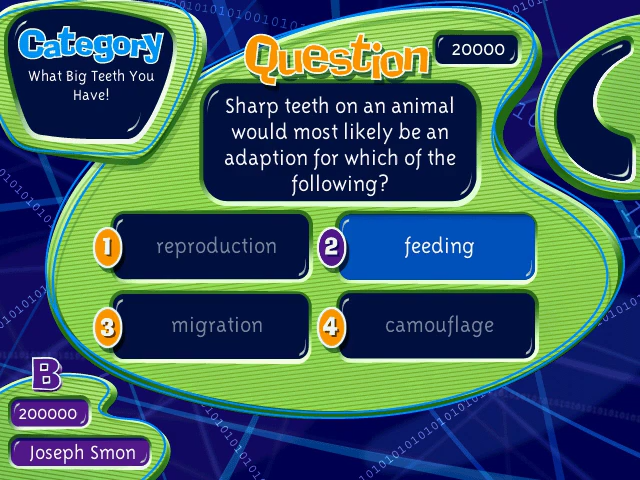 Category
What Big Teeth You
Have!
Question
20000
Sharp teeth on an animal
would most likely be an
adaption for which of the
following?
1 reproduction
2 feeding
3 migration
4 camouflage
B
200000
Joseph Smon